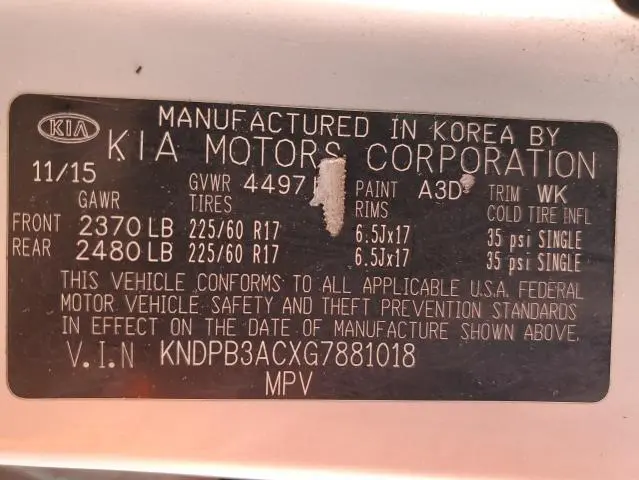 KIA MANUFACTURED IN KOREA BY
KIA MOTORS CORPORATION
11/15 GVWR 4497 PAINT A3D TRIM WK
GAWR TIRES RIMS COLD TIRE INFL
FRONT 2370 LB 225/60 R17 6.5Jx17 35 psi SINGLE
REAR 2480 LB 225/60 R17 6.5Jx17 35 psi SINGLE
THIS VEHICLE CONFORMS TO ALL APPLICABLE U.S.A. FEDERAL
MOTOR VEHICLE SAFETY AND THEFT PREVENTION STANDARDS
IN EFFECT ON THE DATE OF MANUFACTURE SHOWN ABOVE.
V.I.N KNDPB3ACXG7881018
MPV